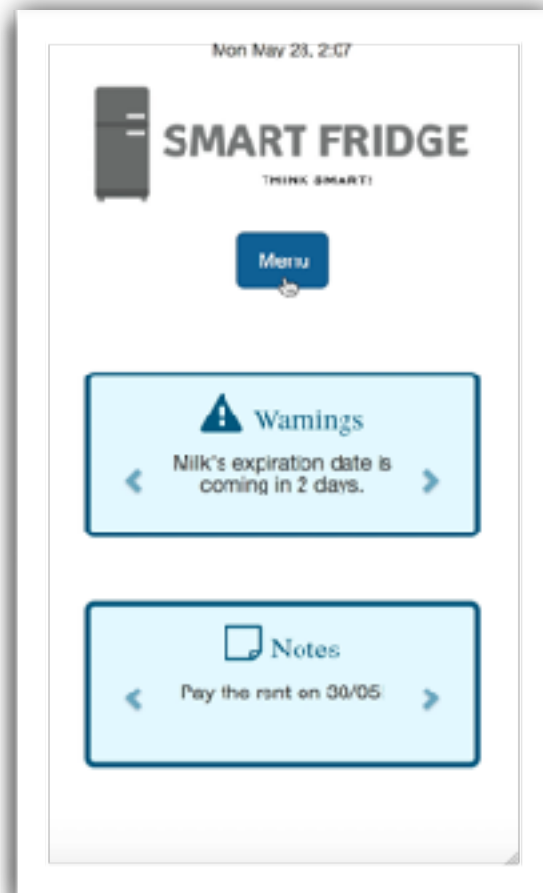 Mon May 28, 2:07
SMART FRIDGE
THINK SMART!
Menu
Warnings
Milk's expiration date is
coming in 2 days.
Notes
Pay the rent on 30/05!